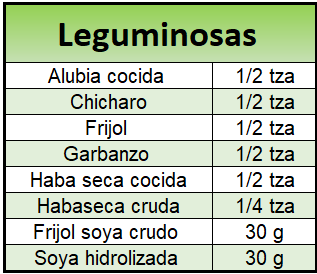 Leguminosas
Alubia cocida 1/2 tza
Chicharo 1/2 tza
Frijol 1/2 tza
Garbanzo 1/2 tza
Haba seca cocida 1/2 tza
Habaseca cruda 1/4 tza
Frijol soya crudo 30 g
Soya hidrolizada 30 g